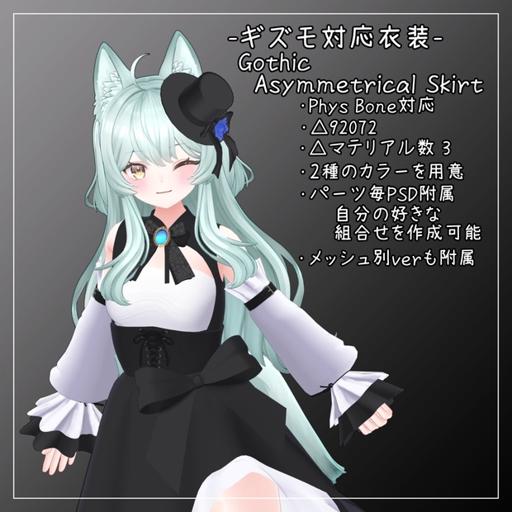 -ギズモ対応衣装-
Gothic
Asymmetrical Skirt
・Phys Bone対応
・△92072
・△マテリアル数 3
・2種のカラーを用意
・パーツ毎PSD附属
自分の好きな
組合せを作成可能
・メッシュ別verも附属